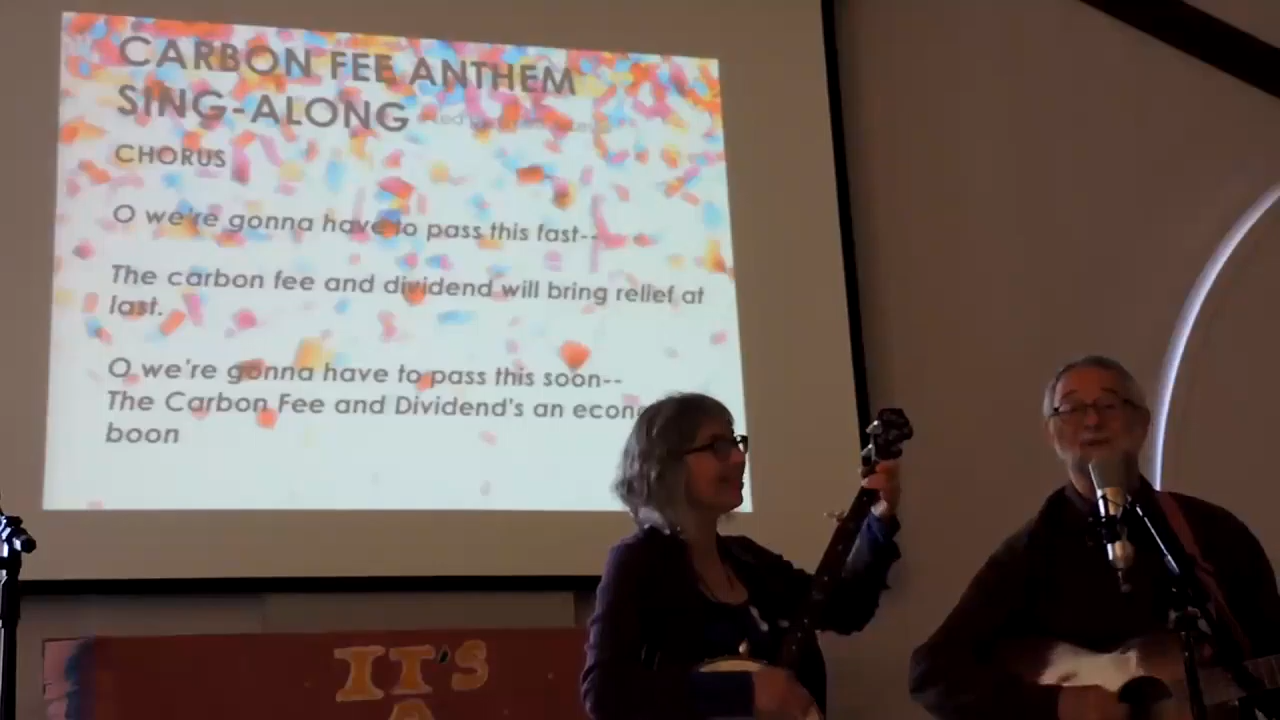 CARBON FEE ANTHEM
SING-ALONG
CHORUS
O we're gonna have to pass this fast--
The carbon fee and dividend will bring relief at
last.
O we're gonna have to pass this soon--
The Carbon Fee and Dividend's an econ
boon
IT'S
A